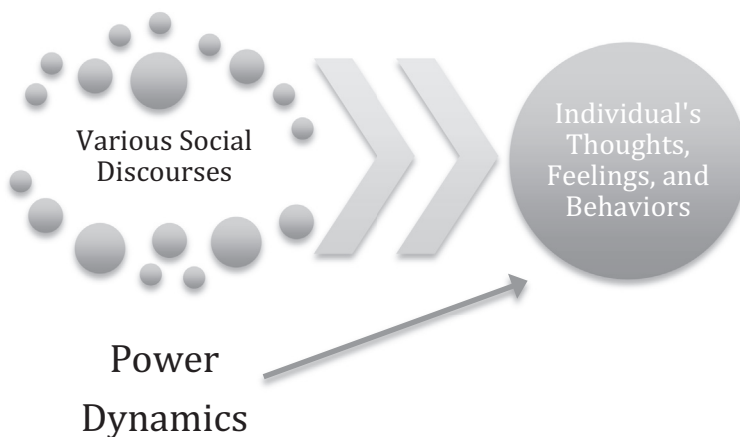 Various Social
Discourses
Individual's
Thoughts,
Feelings, and
Behaviors
Power
Dynamics